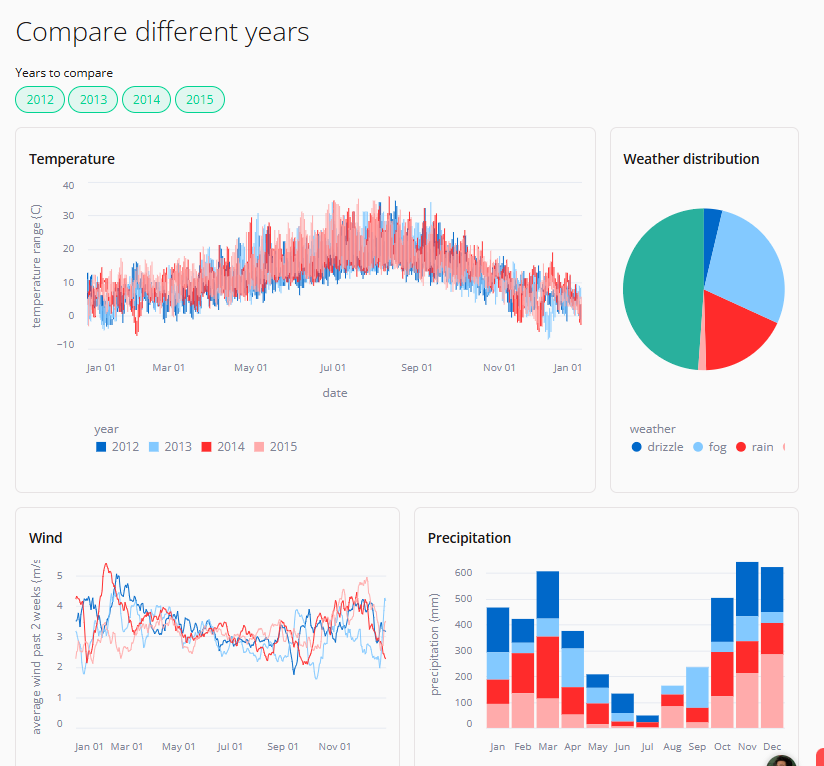 Compare different years
Years to compare
2012 2013 2014 2015
Temperature
temperature range (C)
40
30
20
10
0
−10
Jan 01 Mar 01 May 01 Jul 01 Sep 01 Nov 01 Jan 01
date
year
2012 2013 2014 2015
Weather distribution
weather
drizzle fog rain
Wind
average wind past 2 weeks (m/s
5
4
3
2
1
0
Jan 01 Mar 01 May 01 Jul 01 Sep 01 Nov 01
Precipitation
precipitation (mm)
600
500
400
300
200
100
0
Jan Feb Mar Apr May Jun Jul Aug Sep Oct Nov Dec